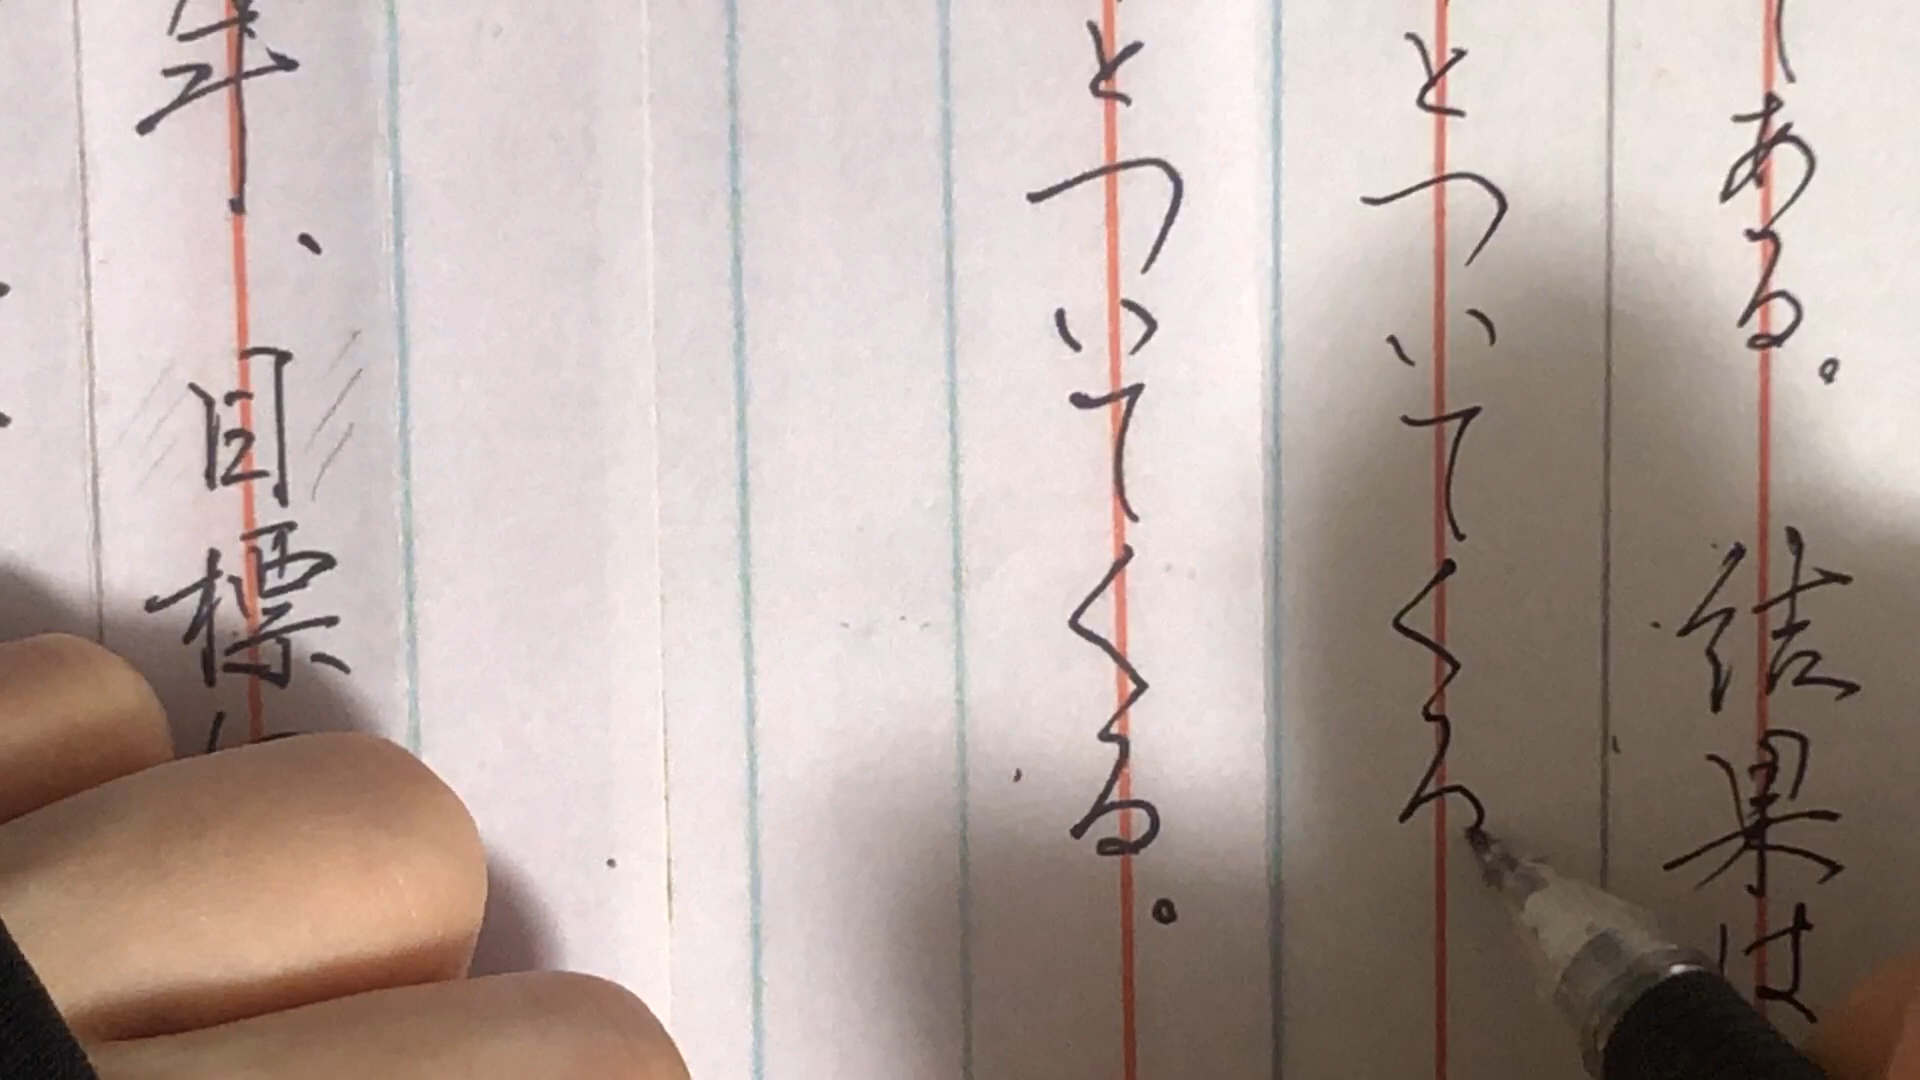 ある。結果は
とついてくる
とついてくる。
年、目標